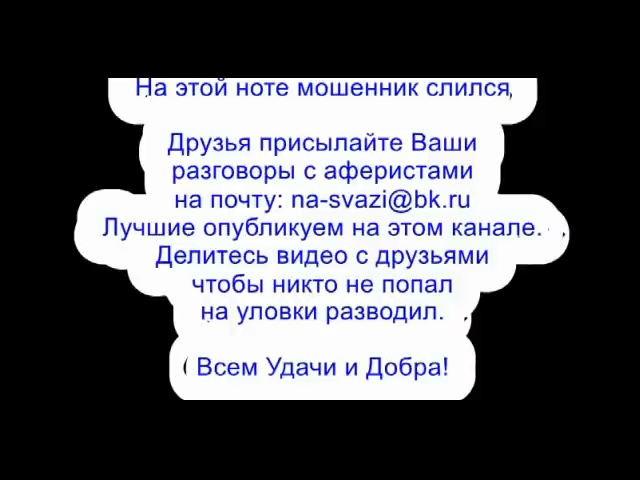 На этой ноте мошенник слился
Друзья присылайте Ваши
разговоры с аферистами
на почту: na-svazi@bk.ru
Лучшие опубликуем на этом канале.
Делитесь видео с друзьями
чтобы никто не попал
на уловки разводил.
Всем Удачи и Добра!